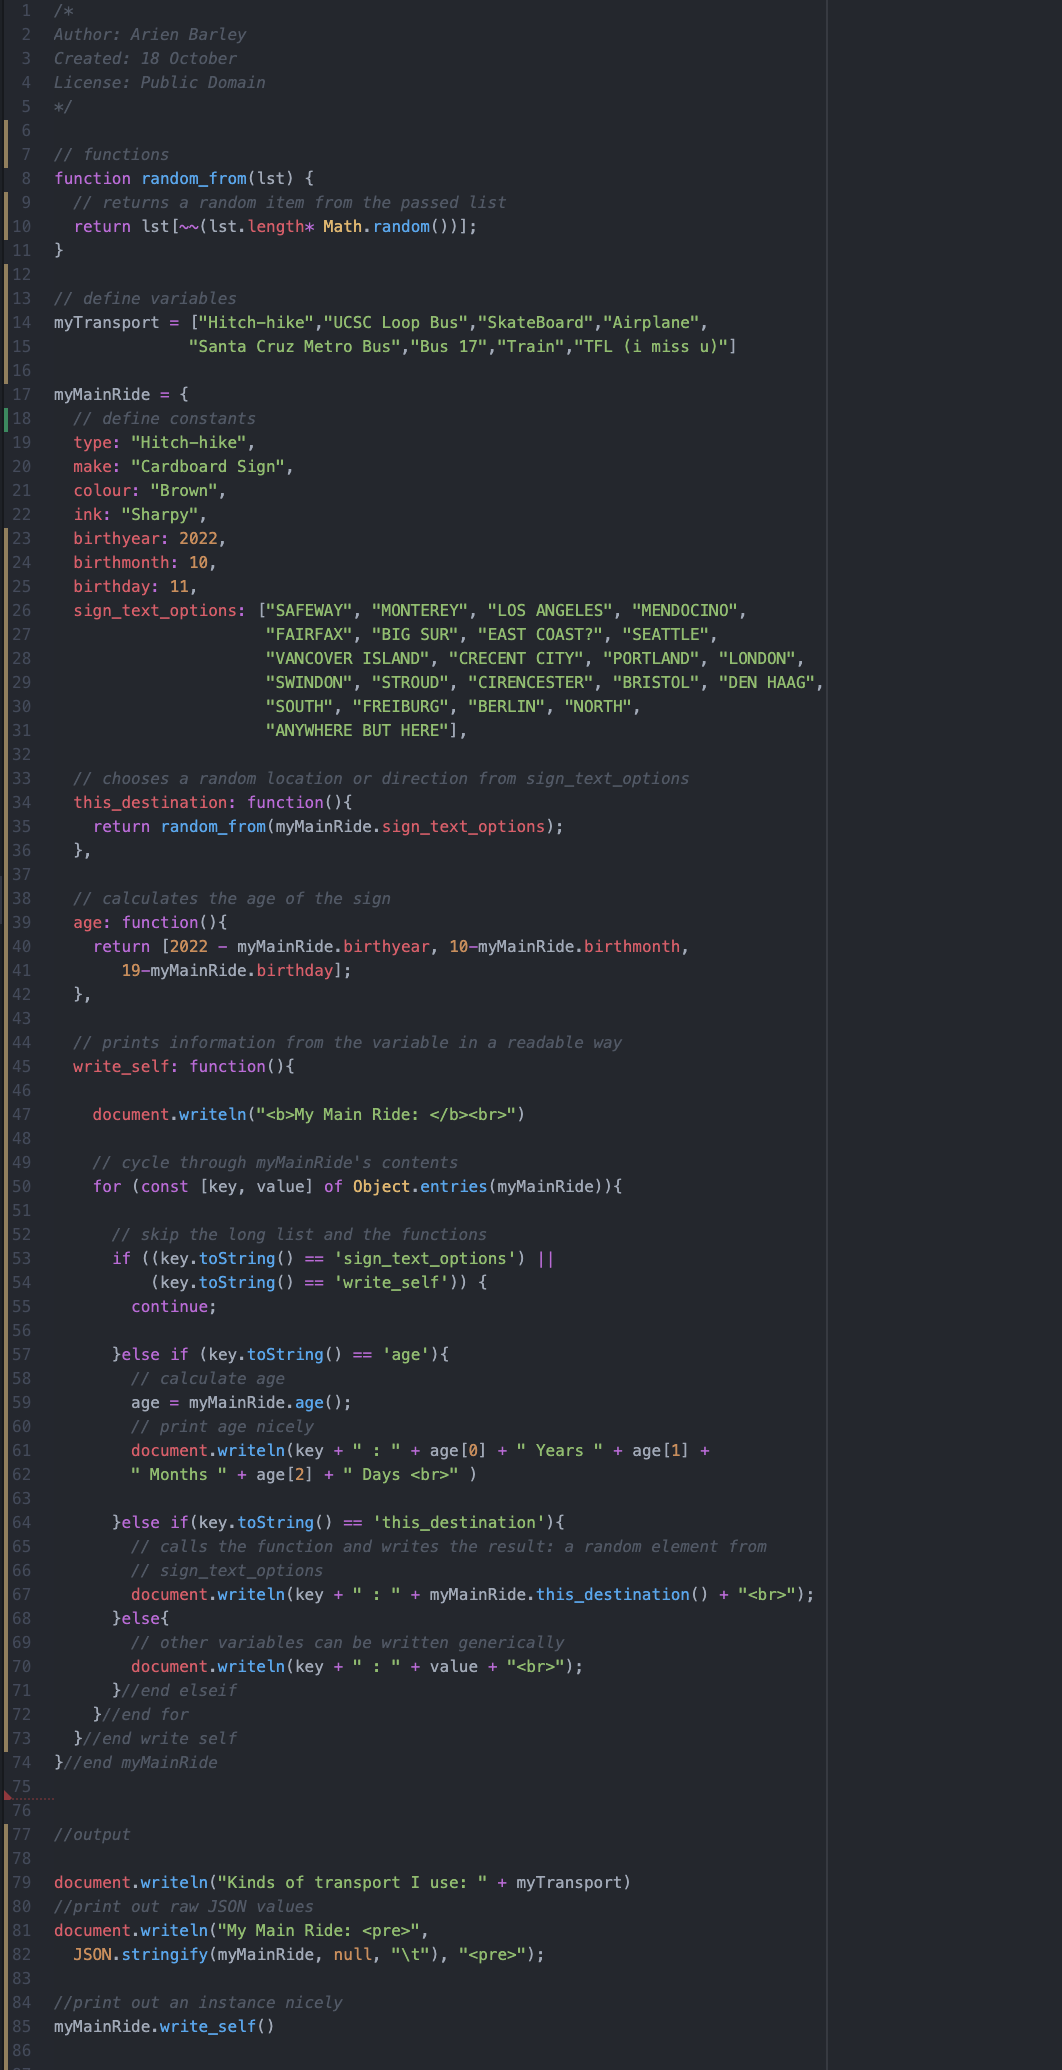 1 /*
2 Author: Arien Barley
3 Created: 18 October
4 License: Public Domain
5 */
6
7 // functions
8 function random_from(lst) {
9 // returns a random item from the passed list
10 return lst[~~(lst.length* Math.random())];
11 }
12
13 // define variables
14 myTransport = ["Hitch-hike","UCSC Loop Bus","SkateBoard","Airplane",
15 "Santa Cruz Metro Bus","Bus 17","Train","TFL (i miss u)"]
16
17 myMainRide = {
18 // define constants
19 type: "Hitch-hike",
20 make: "Cardboard Sign",
21 colour: "Brown",
22 ink: "Sharpy",
23 birthyear: 2022,
24 birthmonth: 10,
25 birthday: 11,
26 sign_text_options: ["SAFEWAY", "MONTEREY", "LOS ANGELES", "MENDOCINO",
27 "FAIRFAX", "BIG SUR", "EAST COAST?", "SEATTLE",
28 "VANCOVER ISLAND", "CRECENT CITY", "PORTLAND", "LONDON",
29 "SWINDON", "STROUD", "CIRENCESTER", "BRISTOL", "DEN HAAG",
30 "SOUTH", "FREIBURG", "BERLIN", "NORTH",
31 "ANYWHERE BUT HERE"],
32
33 // chooses a random location or direction from sign_text_options
34 this_destination: function(){
35 return random_from(myMainRide.sign_text_options);
36 },
37
38 // calculates the age of the sign
39 age: function(){
40 return [2022 - myMainRide.birthyear, 10-myMainRide.birthmonth,
41 19-myMainRide.birthday];
42 },
43
44 // prints information from the variable in a readable way
45 write_self: function(){
46
47 document.writeln("<b>My Main Ride: </b><br>")
48
49 // cycle through myMainRide's contents
50 for (const [key, value] of Object.entries(myMainRide)){
51
52 // skip the long list and the functions
53 if ((key.toString() == 'sign_text_options') ||
54 (key.toString() == 'write_self')) {
55 continue;
56
57 }else if (key.toString() == 'age'){
58 // calculate age
59 age = myMainRide.age();
60 // print age nicely
61 document.writeln(key + " : " + age[0] + " Years " + age[1] +
62 " Months " + age[2] + " Days <br>" )
63
64 }else if(key.toString() == 'this_destination'){
65 // calls the function and writes the result: a random element from
66 // sign_text_options
67 document.writeln(key + " : " + myMainRide.this_destination() + "<br>");
68 }else{
69 // other variables can be written generically
70 document.writeln(key + " : " + value + "<br>");
71 }//end elseif
72 }//end for
73 }//end write self
74 }//end myMainRide
75
76
77 //output
78
79 document.writeln("Kinds of transport I use: " + myTransport)
80 //print out raw JSON values
81 document.writeln("My Main Ride: <pre>",
82 JSON.stringify(myMainRide, null, "\t"), "<pre>");
83
84 //print out an instance nicely
85 myMainRide.write_self()
86